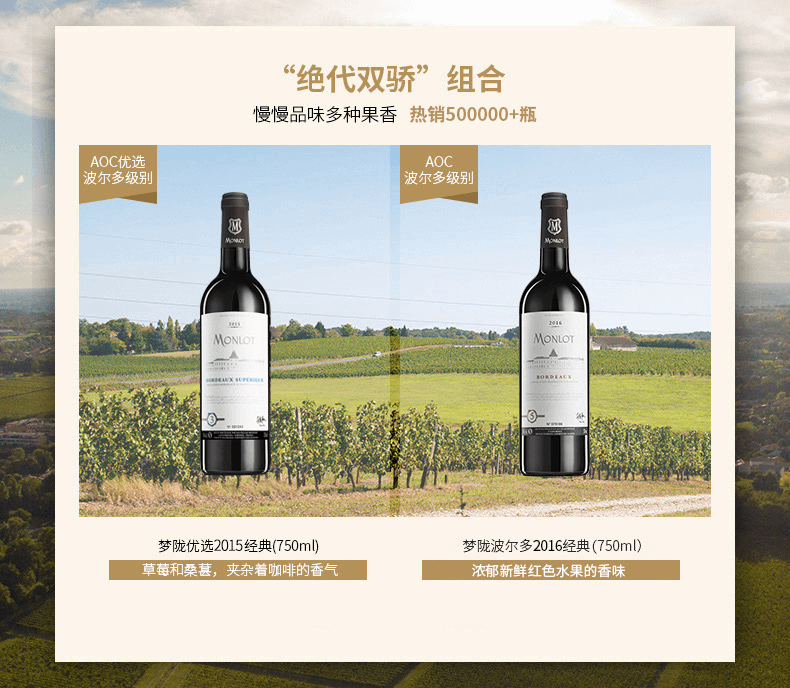 “绝代双骄”组合
慢慢品味多种果香 热销500000+瓶
AOC优选
波尔多级别
AOC
波尔多级别
M
MONLOT
M
MONLOT
2015
MONLOT
BORDEAUX SUPERIEUR
3
2016
MONLOT
BORDEAUX
5
梦陇优选2015经典(750ml)
草莓和桑葚，夹杂着咖啡的香气
梦陇波尔多2016经典(750ml）
浓郁新鲜红色水果的香味